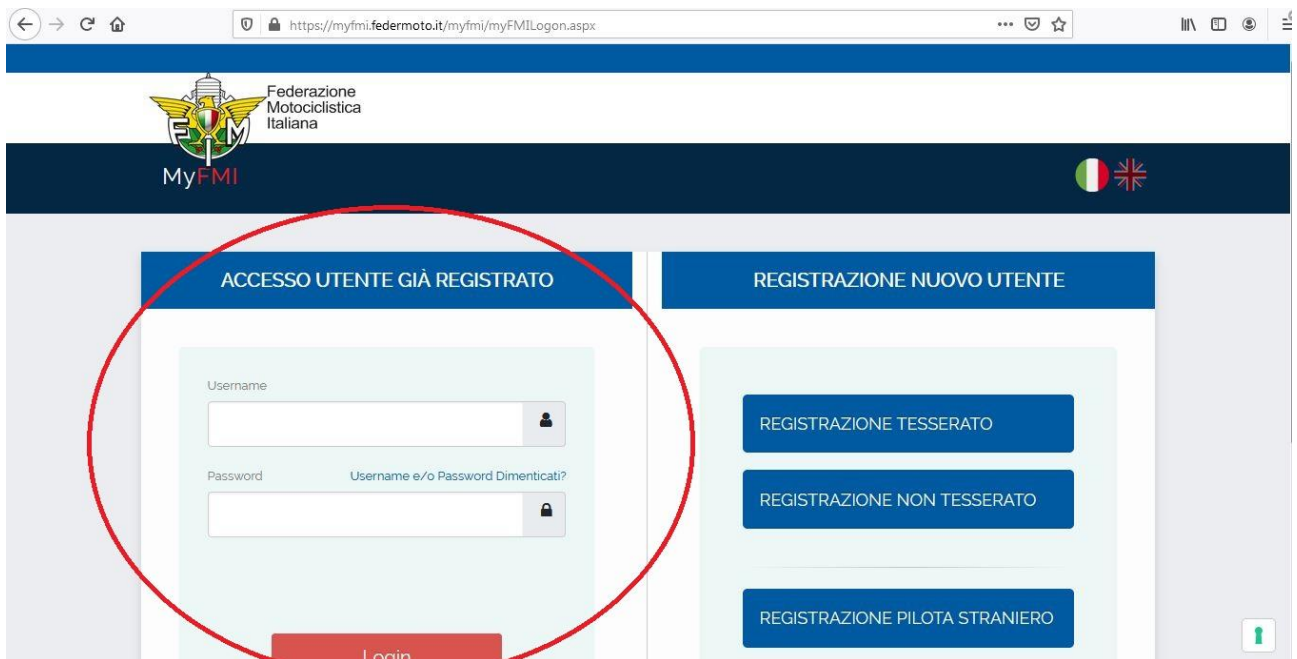 https://myfmi.federmoto.it/myfmi/myFMILogon.aspx
Federazione
Motociclistica
Italiana
FMI
MyFMI
ACCESSO UTENTE GIÀ REGISTRATO
REGISTRAZIONE NUOVO UTENTE
Username
REGISTRAZIONE TESSERATO
Password
Username e/o Password Dimenticati?
REGISTRAZIONE NON TESSERATO
REGISTRAZIONE PILOTA STRANIERO
Login